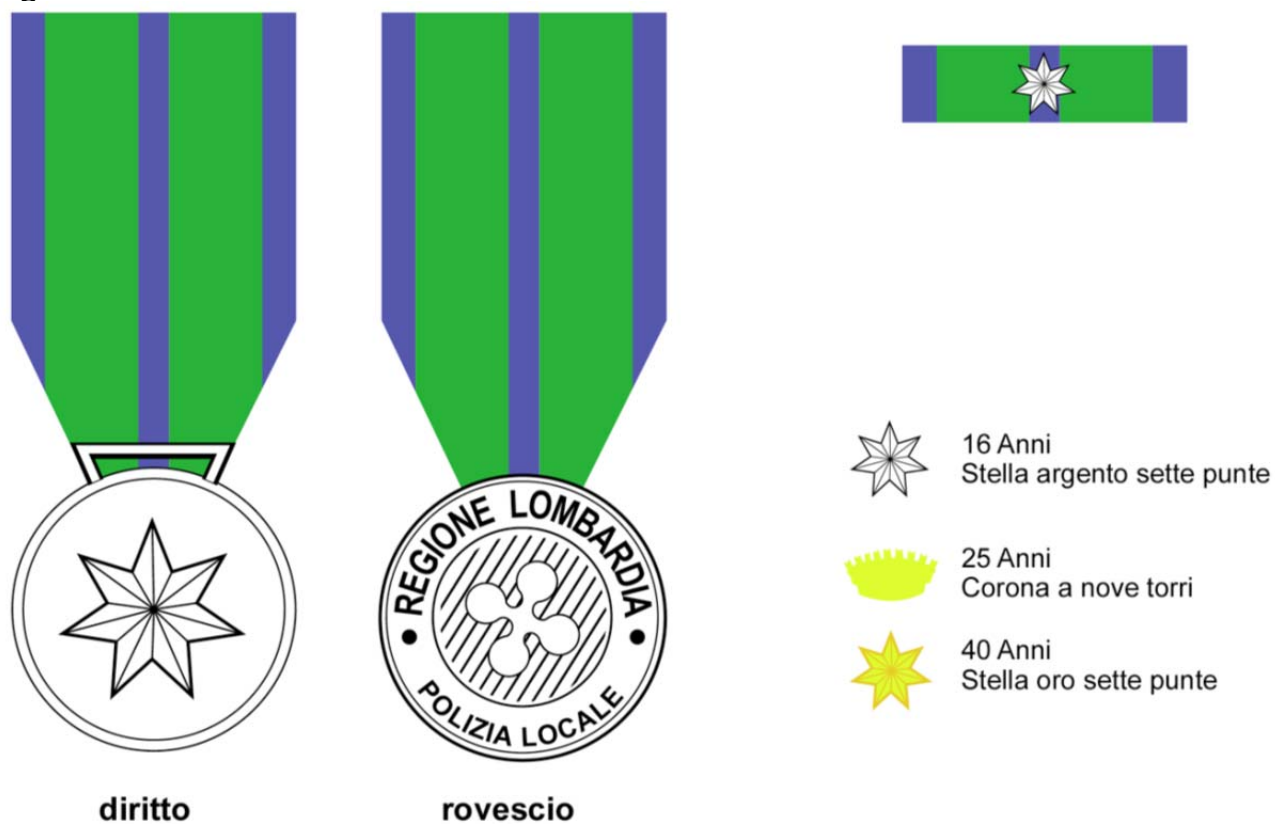 REGIONE LOMBARDIA
POLIZIA LOCALE
diritto
rovescio
16 Anni
Stella argento sette punte
25 Anni
Corona a nove torri
40 Anni
Stella oro sette punte